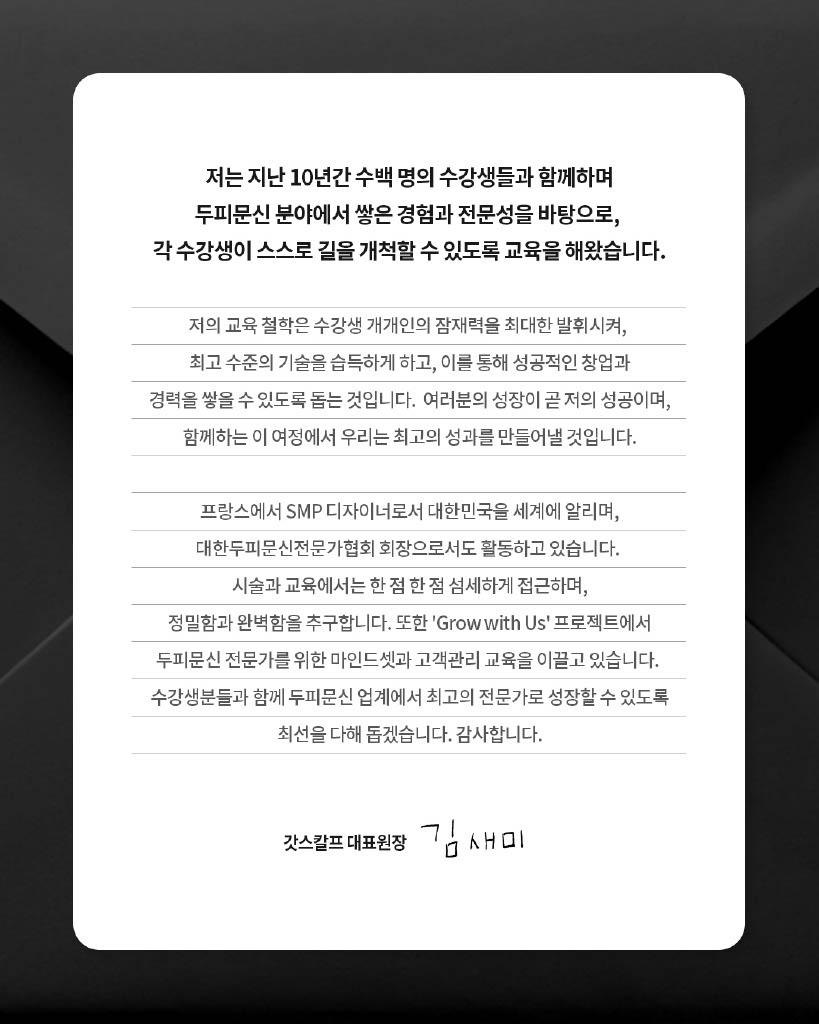 저는 지난 10년간 수백 명의 수강생들과 함께하며
두피문신 분야에서 쌓은 경험과 전문성을 바탕으로,
각 수강생이 스스로 길을 개척할 수 있도록 교육을 해왔습니다.
저의 교육 철학은 수강생 개개인의 잠재력을 최대한 발휘시켜,
최고 수준의 기술을 습득하게 하고, 이를 통해 성공적인 창업과
경력을 쌓을 수 있도록 돕는 것입니다. 여러분의 성장이 곧 저의 성공이며,
함께하는 이 여정에서 우리는 최고의 성과를 만들어낼 것입니다.
프랑스에서 SMP 디자이너로서 대한민국을 세계에 알리며,
대한두피문신전문가협회 회장으로서도 활동하고 있습니다.
시술과 교육에서는 한 점 한 점 섬세하게 접근하며,
정밀함과 완벽함을 추구합니다. 또한 'Grow with Us' 프로젝트에서
두피문신 전문가를 위한 마인드셋과 고객관리 교육을 이끌고 있습니다.
수강생분들과 함께 두피문신 업계에서 최고의 전문가로 성장할 수 있도록
최선을 다해 돕겠습니다. 감사합니다.
갓스칼프 대표원장 김새미